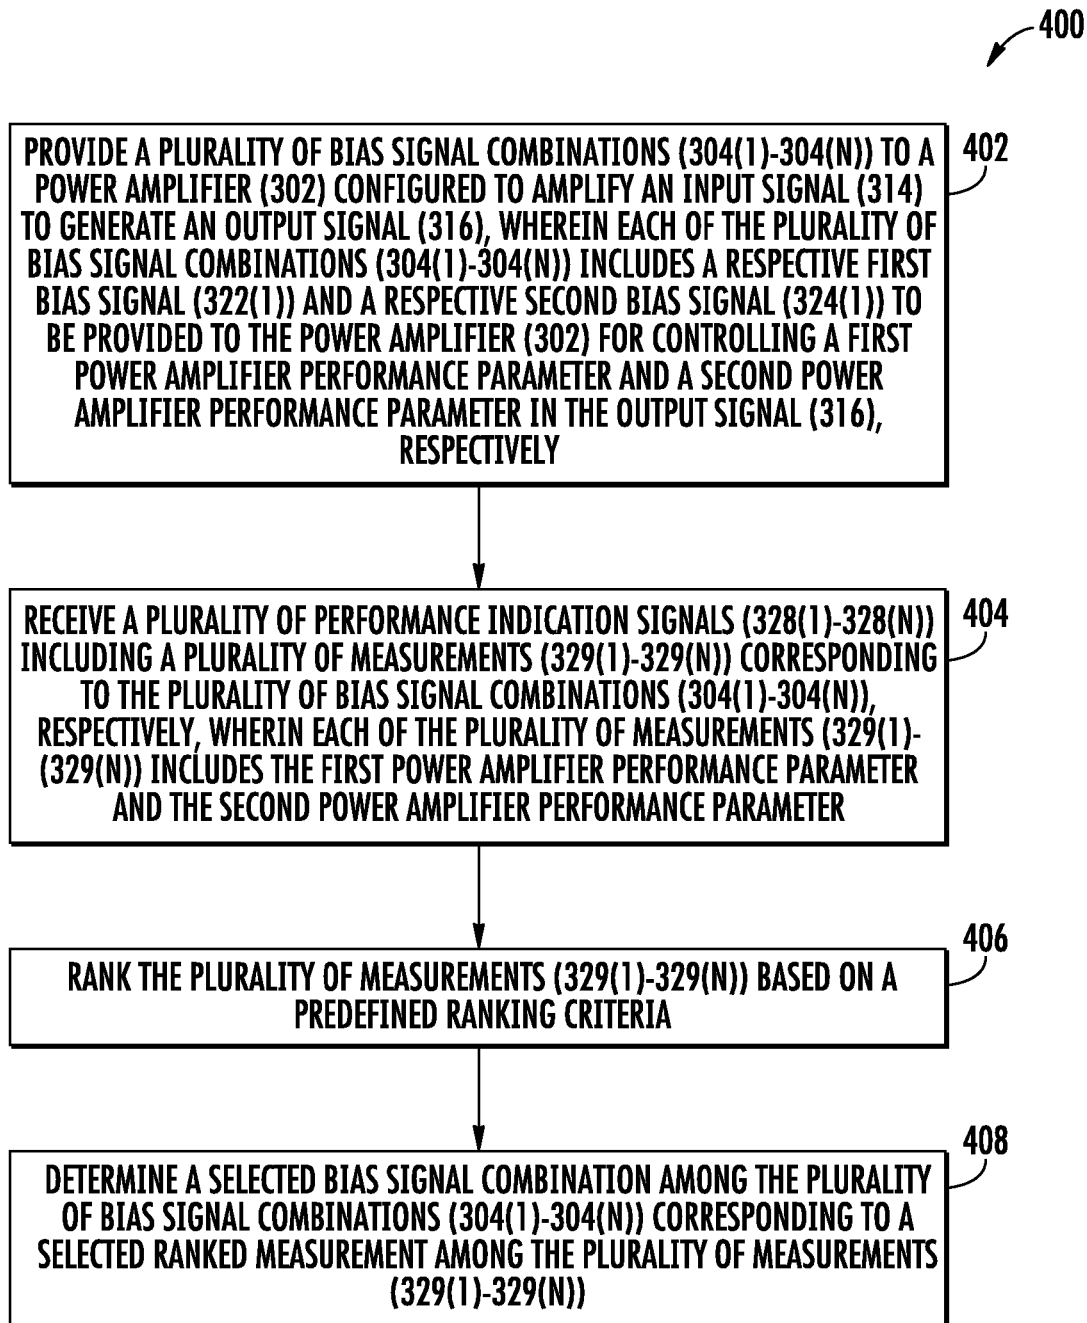 400
PROVIDE A PLURALITY OF BIAS SIGNAL COMBINATIONS (304(1)-304(N)) TO A
POWER AMPLIFIER (302) CONFIGURED TO AMPLIFY AN INPUT SIGNAL (314)
TO GENERATE AN OUTPUT SIGNAL (316), WHEREIN EACH OF THE PLURALITY OF
BIAS SIGNAL COMBINATIONS (304(1)-304(N)) INCLUDES A RESPECTIVE FIRST
BIAS SIGNAL (322(1)) AND A RESPECTIVE SECOND BIAS SIGNAL (324(1)) TO
BE PROVIDED TO THE POWER AMPLIFIER (302) FOR CONTROLLING A FIRST
POWER AMPLIFIER PERFORMANCE PARAMETER AND A SECOND POWER
AMPLIFIER PERFORMANCE PARAMETER IN THE OUTPUT SIGNAL (316),
RESPECTIVELY
402
RECEIVE A PLURALITY OF PERFORMANCE INDICATION SIGNALS (328(1)-328(N))
INCLUDING A PLURALITY OF MEASUREMENTS (329(1)-329(N)) CORRESPONDING
TO THE PLURALITY OF BIAS SIGNAL COMBINATIONS (304(1)-304(N)),
RESPECTIVELY, WHERIN EACH OF THE PLURALITY OF MEASUREMENTS (329(1)-
(329(N)) INCLUDES THE FIRST POWER AMPLIFIER PERFORMANCE PARAMETER
AND THE SECOND POWER AMPLIFIER PERFORMANCE PARAMETER
404
RANK THE PLURALITY OF MEASUREMENTS (329(1)-329(N)) BASED ON A
PREDEFINED RANKING CRITERIA
406
DETERMINE A SELECTED BIAS SIGNAL COMBINATION AMONG THE PLURALITY
OF BIAS SIGNAL COMBINATIONS (304(1)-304(N)) CORRESPONDING TO A
SELECTED RANKED MEASUREMENT AMONG THE PLURALITY OF MEASUREMENTS
(329(1)-329(N))
408